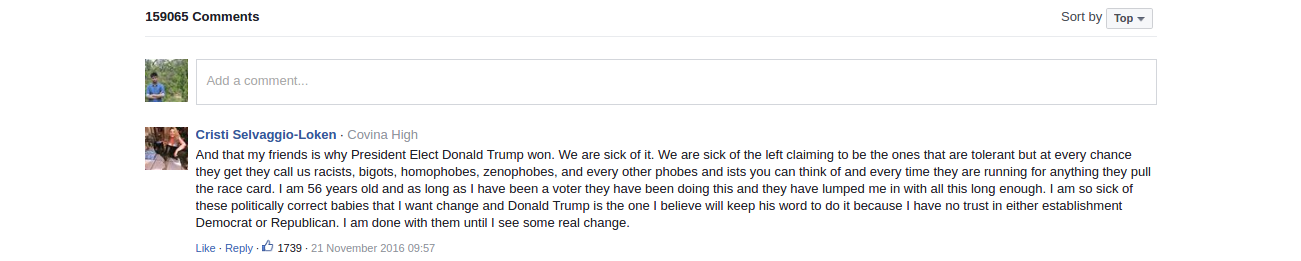 159065 Comments
Sort by Top
Add a comment...
Cristi Selvaggio-Loken · Covina High
And that my friends is why President Elect Donald Trump won. We are sick of it. We are sick of the left claiming to be the ones that are tolerant but at every chance
they get they call us racists, bigots, homophobes, zenophobes, and every other phobes and ists you can think of and every time they are running for anything they pull
the race card. I am 56 years old and as long as I have been a voter they have been doing this and they have lumped me in with all this long enough. I am so sick of
these politically correct babies that I want change and Donald Trump is the one I believe will keep his word to do it because I have no trust in either establishment
Democrat or Republican. I am done with them until I see some real change.
Like · Reply · 1739 · 21 November 2016 09:57